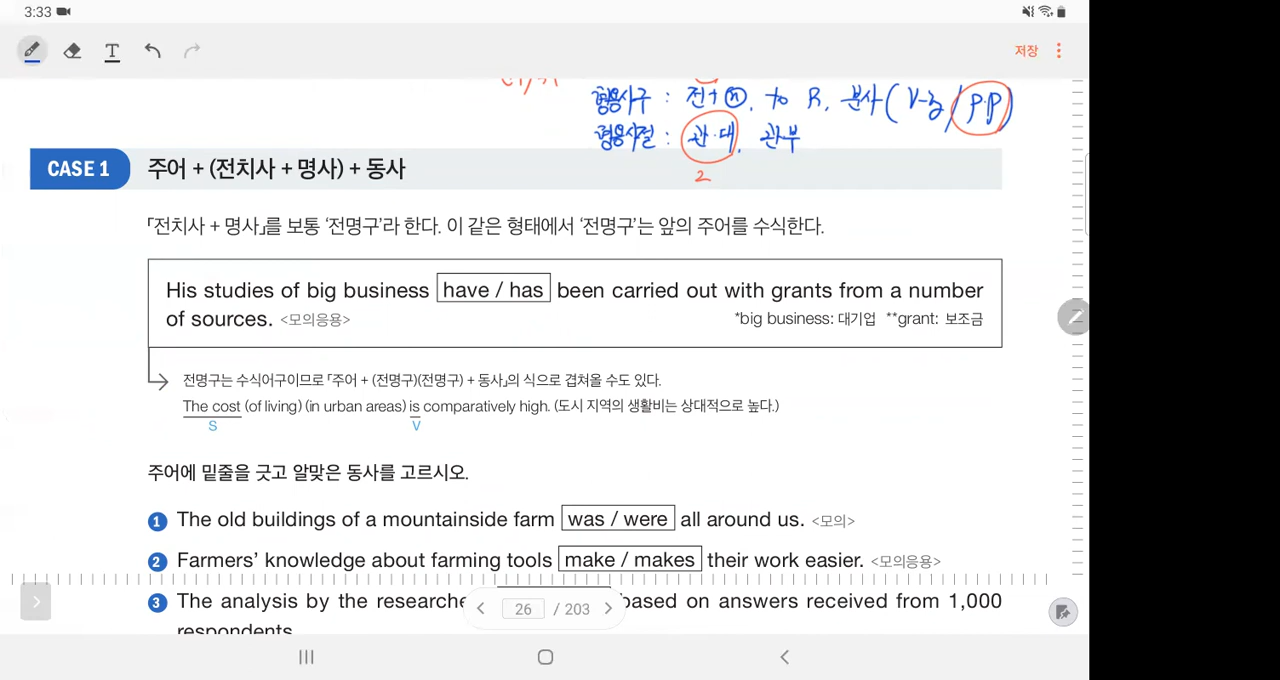 3:33
저장
형용사구 : 전+ⓝ, to R, 분사(V-ing/p.p)
형용사절 : 관·대, 관부
2
CASE 1 주어 + (전치사 + 명사) + 동사
「전치사 + 명사」를 보통 ‘전명구’라 한다. 이 같은 형태에서 ‘전명구’는 앞의 주어를 수식한다.
His studies of big business have / has been carried out with grants from a number
of sources. <모의응용> *big business: 대기업 **grant: 보조금
전명구는 수식어구이므로 「주어 + (전명구)(전명구) + 동사」의 식으로 겹쳐올 수도 있다.
The cost (of living) (in urban areas) is comparatively high. (도시 지역의 생활비는 상대적으로 높다.)
S V
주어에 밑줄을 긋고 알맞은 동사를 고르시오.
1 The old buildings of a mountainside farm was / were all around us. <모의>
2 Farmers’ knowledge about farming tools make / makes their work easier. <모의응용>
3 The analysis by the researche based on answers received from 1,000
respondents
26 / 203